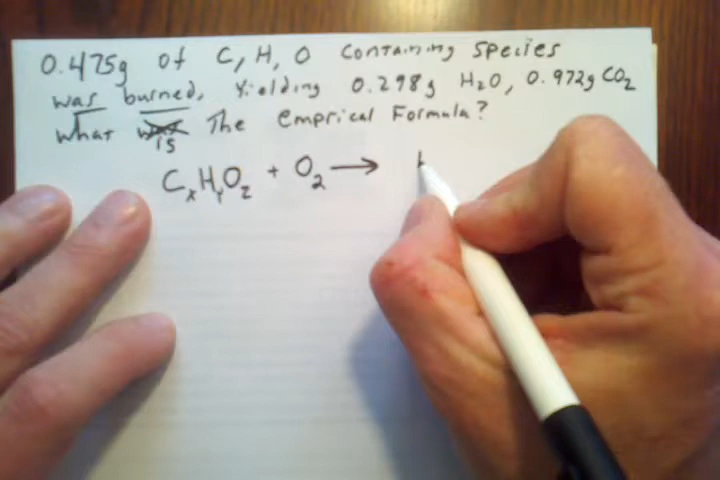 0.475g of C, H, O Containing Species
was burned, Yielding 0.298g H₂O, 0.972g CO₂
What is The Emprical Formula?
CₓHᵧO_z + O₂ →